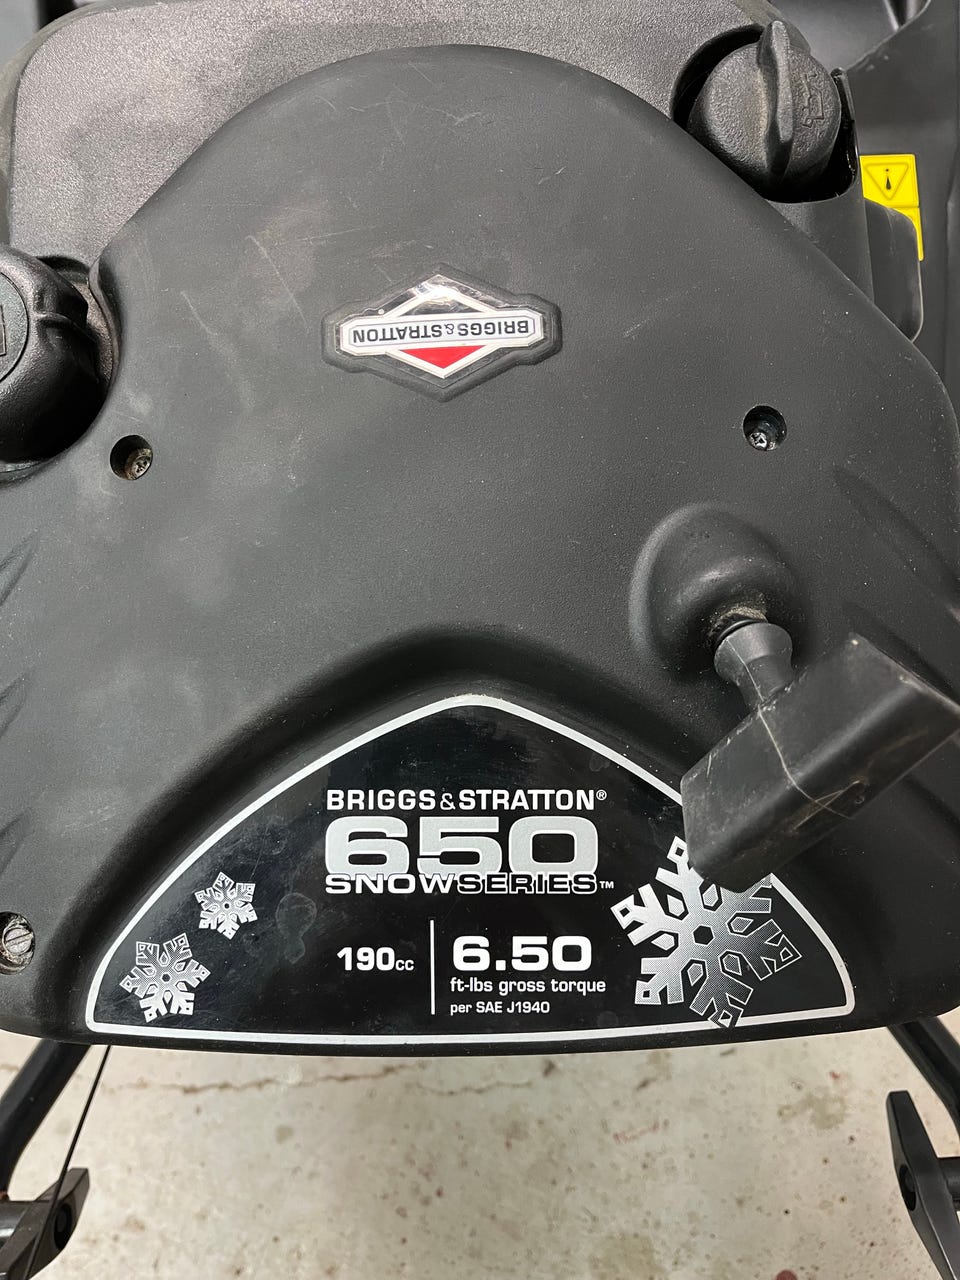 BRIGGS&STRATTON
BRIGGS&STRATTON®
650
SNOWSERIES™
190cc
6.50
ft-lbs gross torque
per SAE J1940